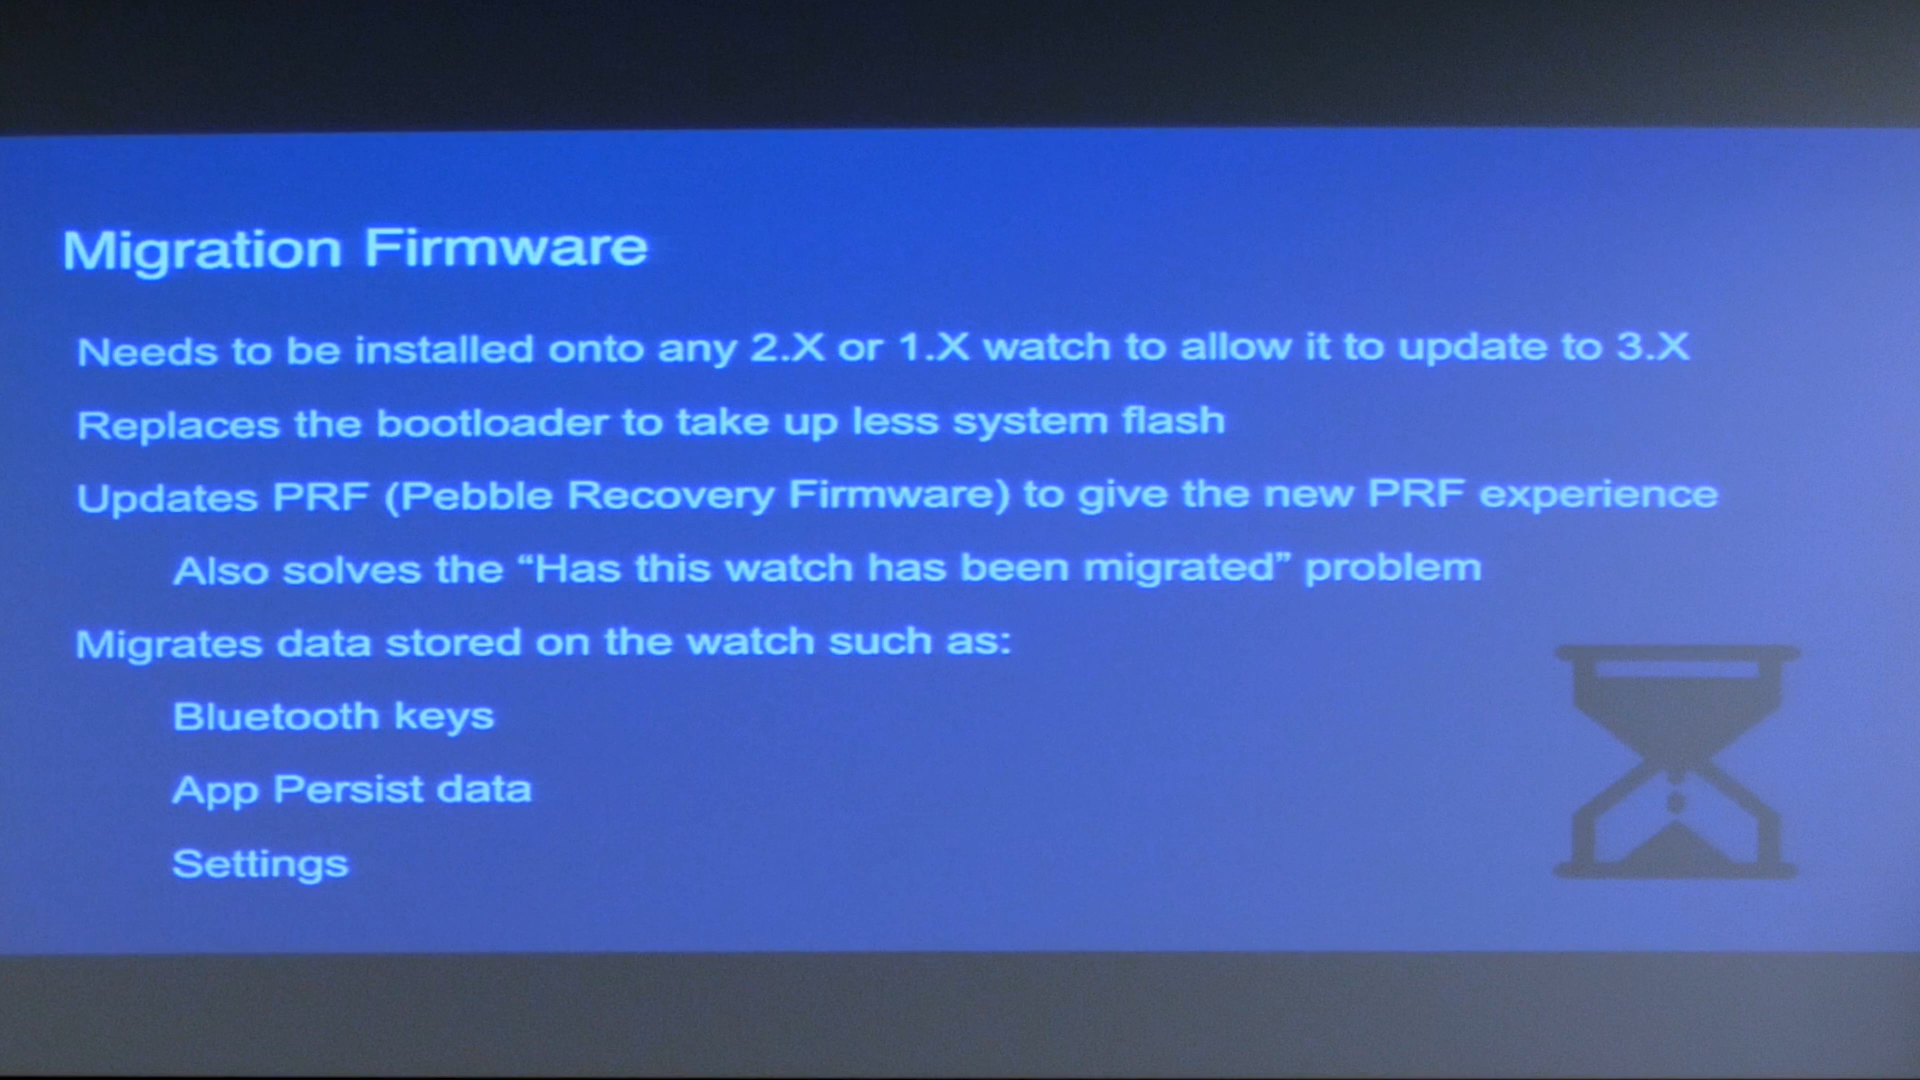 Migration Firmware
Needs to be installed onto any 2.X or 1.X watch to allow it to update to 3.X
Replaces the bootloader to take up less system flash
Updates PRF (Pebble Recovery Firmware) to give the new PRF experience
Also solves the “Has this watch has been migrated” problem
Migrates data stored on the watch such as:
Bluetooth keys
App Persist data
Settings